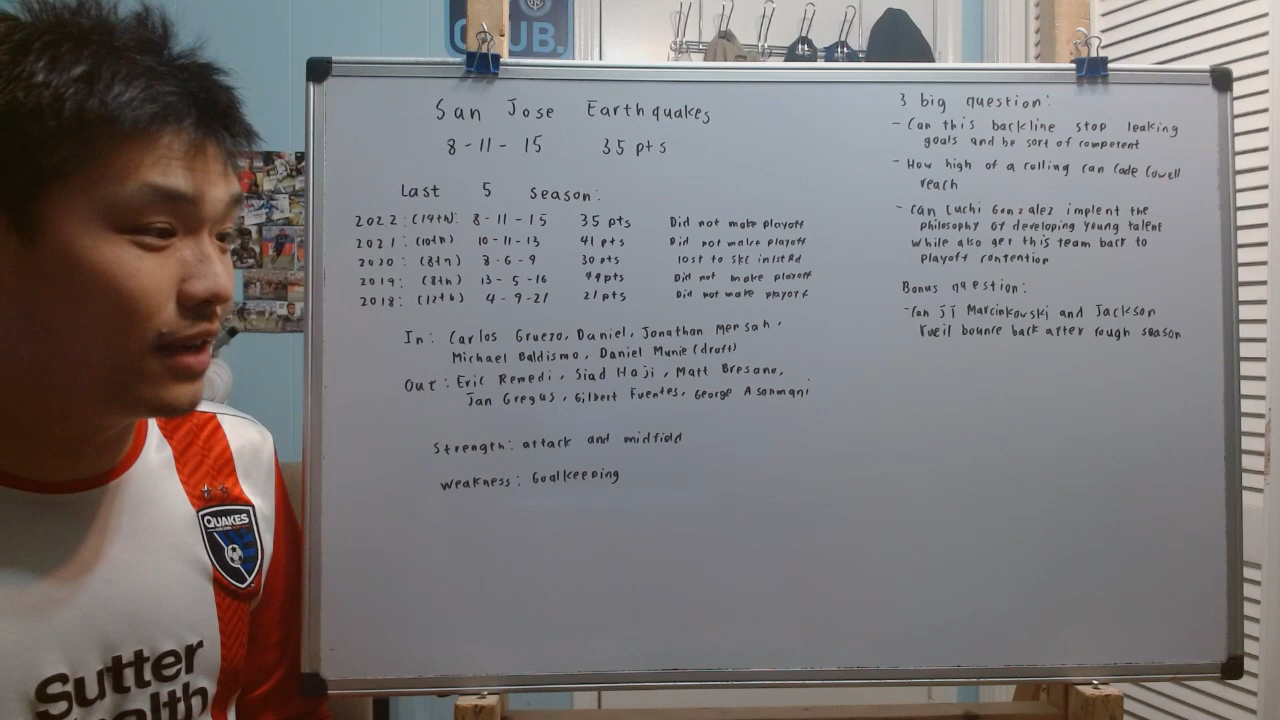 CLUB.
San Jose Earthquakes
8-11-15 35 pts
Last 5 season:
2022: (14th): 8-11-15 35 pts Did not make playoff
2021: (10th) 10-11-13 41 pts Did not make playoff
2020: (8th) 8-6-9 30 pts lost to SKC in 1st Rd
2019: (8th) 13-5-16 44 pts Did not make playoff
2018: (12th) 4-9-21 21 pts Did not make playoff
In: Carlos Gruezo, Daniel, Jonathan Mensah,
Michael Baldismo, Daniel Munie (draft)
Out: Eric Remedi, Siad Haji, Matt Bresano,
Jan Gregus, Gilbert Fuentes, George Asomani
Strength: attack and midfield
Weakness: Goalkeeping
3 big question:
- Can this backline stop leaking
goals and be sort of competent
- How high of a rolling can Cade Cowell
reach
- Can Luchi Gonzalez implent the
philosophy of developing young talent
while also get this team back to
playoff contention
Bonus question:
- Can JT Marcinkowski and Jackson
Yueil bounce back after rough season
QUAKES
Sutter
Health